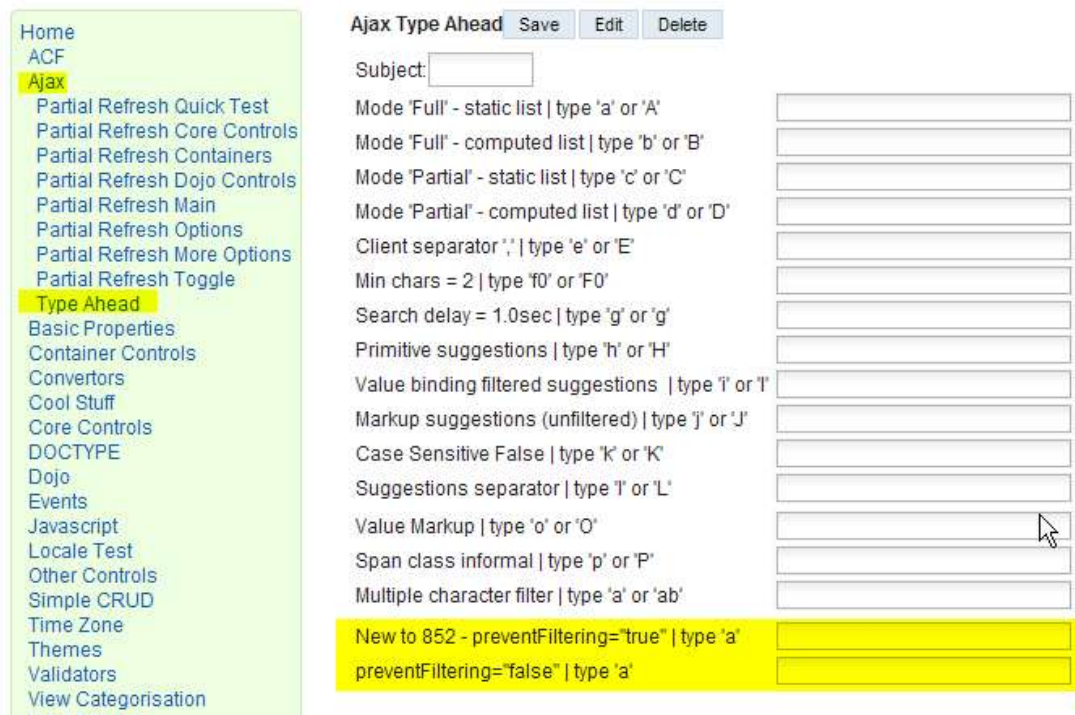 Home
ACF
Ajax
Partial Refresh Quick Test
Partial Refresh Core Controls
Partial Refresh Containers
Partial Refresh Dojo Controls
Partial Refresh Main
Partial Refresh Options
Partial Refresh More Options
Partial Refresh Toggle
Type Ahead
Basic Properties
Container Controls
Convertors
Cool Stuff
Core Controls
DOCTYPE
Dojo
Events
Javascript
Locale Test
Other Controls
Simple CRUD
Time Zone
Themes
Validators
View Categorisation
Ajax Type Ahead Save Edit Delete
Subject:
Mode 'Full' - static list | type 'a' or 'A'
Mode 'Full' - computed list | type 'b' or 'B'
Mode 'Partial' - static list | type 'c' or 'C'
Mode 'Partial' - computed list | type 'd' or 'D'
Client separator ',' | type 'e' or 'E'
Min chars = 2 | type 'f0' or 'F0'
Search delay = 1.0sec | type 'g' or 'g'
Primitive suggestions | type 'h' or 'H'
Value binding filtered suggestions | type 'i' or 'I'
Markup suggestions (unfiltered) | type 'j' or 'J'
Case Sensitive False | type 'k' or 'K'
Suggestions separator | type 'l' or 'L'
Value Markup | type 'o' or 'O'
Span class informal | type 'p' or 'P'
Multiple character filter | type 'a' or 'ab'
New to 852 - preventFiltering="true" | type 'a'
preventFiltering="false" | type 'a'